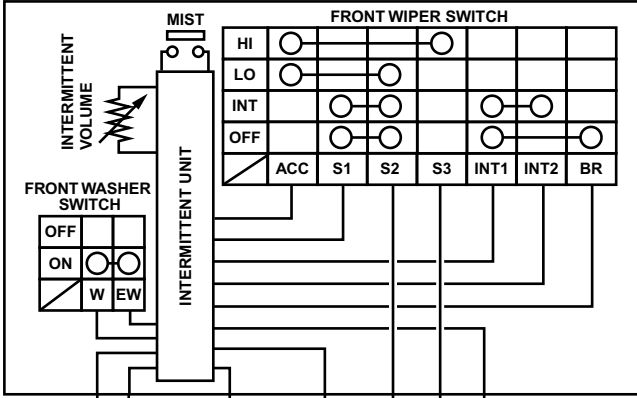 MIST
FRONT WIPER SWITCH
HI
LO
INT
OFF
ACC S1 S2 S3 INT1 INT2 BR
INTERMITTENT
VOLUME
INTERMITTENT UNIT
FRONT WASHER
SWITCH
OFF
ON
W EW